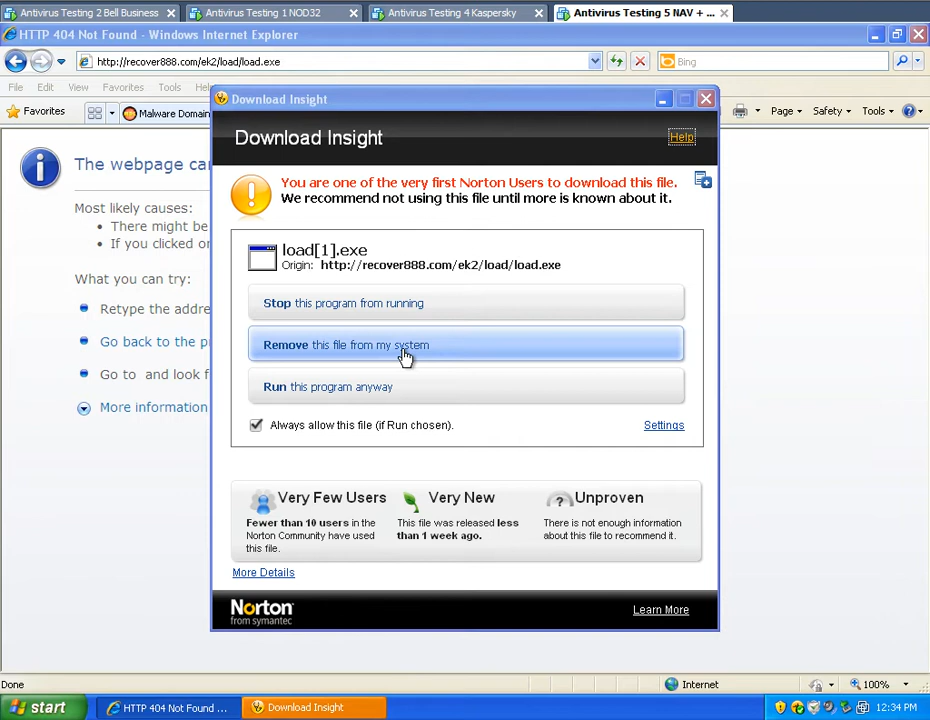 Antivirus Testing 2 Bell Business
Antivirus Testing 1 NOD32
Antivirus Testing 4 Kaspersky
Antivirus Testing 5 NAV + ...
HTTP 404 Not Found - Windows Internet Explorer
http://recover888.com/ek2/load/load.exe
Bing
File Edit View Favorites Tools Hel
Favorites
Malware Domain
Page
Safety
Tools
The webpage car
Most likely causes:
There might be
If you clicked or
What you can try:
Retype the addre
Go back to the p
Go to and look f
More information
Download Insight
Download Insight
Help
You are one of the very first Norton Users to download this file.
We recommend not using this file until more is known about it.
load[1].exe
Origin: http://recover888.com/ek2/load/load.exe
Stop this program from running
Remove this file from my system
Run this program anyway
Always allow this file (if Run chosen).
Settings
Very Few Users
Fewer than 10 users in the
Norton Community have used
this file.
Very New
This file was released less
than 1 week ago.
Unproven
There is not enough information
about this file to recommend it.
More Details
Norton
from symantec
Learn More
Done
Internet
100%
start
HTTP 404 Not Found ...
Download Insight
12:34 PM